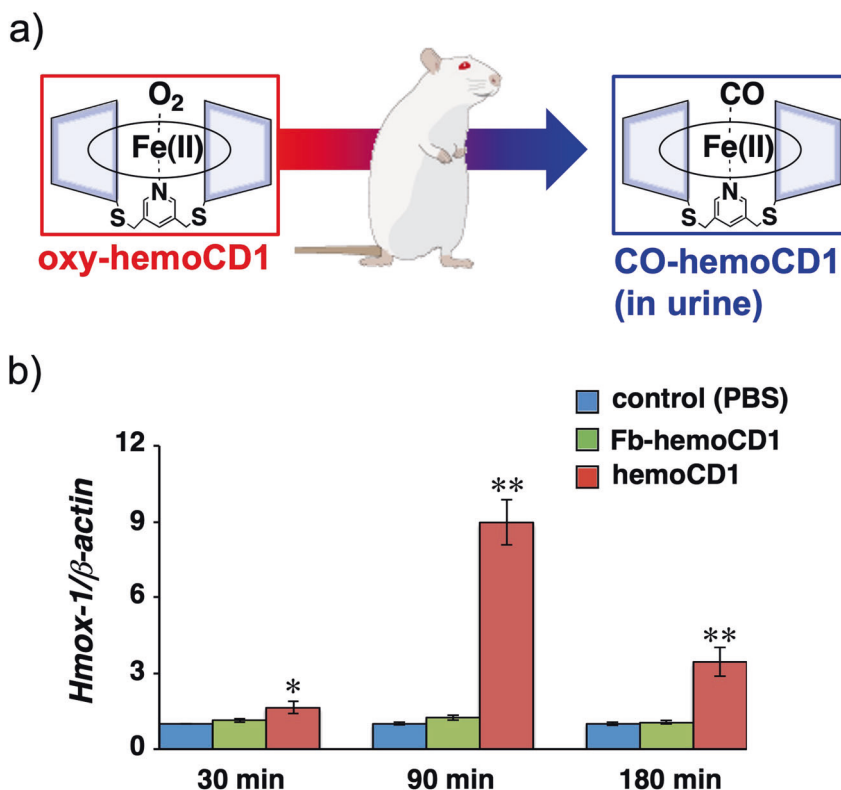 a)
O₂
Fe(II)
N
S
S
oxy-hemoCD1
CO
Fe(II)
N
S
S
CO-hemoCD1
(in urine)
b)
control (PBS)
Fb-hemoCD1
hemoCD1
Hmox-1/β-actin
12
9
6
3
0
*
**
**
30 min
90 min
180 min